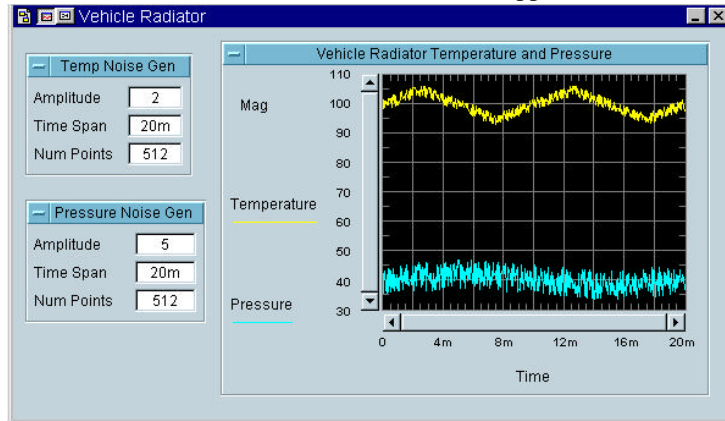 Vehicle Radiator
Temp Noise Gen
Amplitude 2
Time Span 20m
Num Points 512
Pressure Noise Gen
Amplitude 5
Time Span 20m
Num Points 512
Vehicle Radiator Temperature and Pressure
Mag
Temperature
Pressure
110
100
90
80
70
60
50
40
30
0 4m 8m 12m 16m 20m
Time